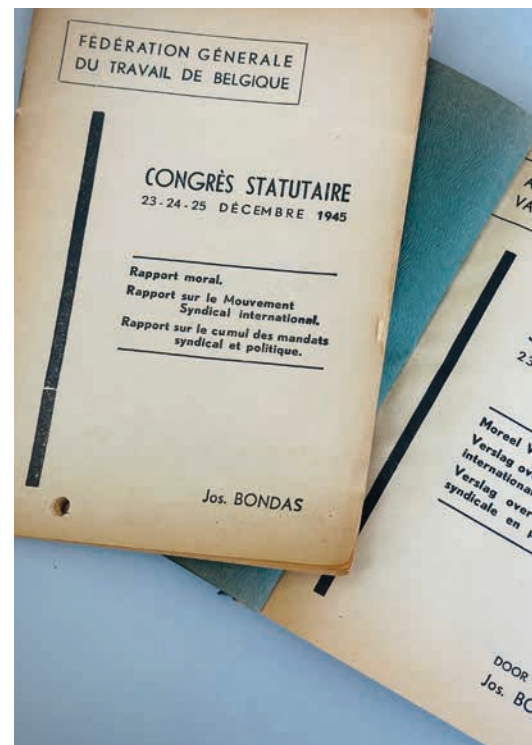 FÉDÉRATION GÉNÉRALE
DU TRAVAIL DE BELGIQUE
CONGRÈS STATUTAIRE
23-24-25 DÉCEMBRE 1945
Rapport moral.
Rapport sur le Mouvement
Syndical international.
Rapport sur le cumul des mandats
syndical et politique.
Jos. BONDAS
Moreel
Verslag
Verslag over
syndicale en
DOOR
Jos.